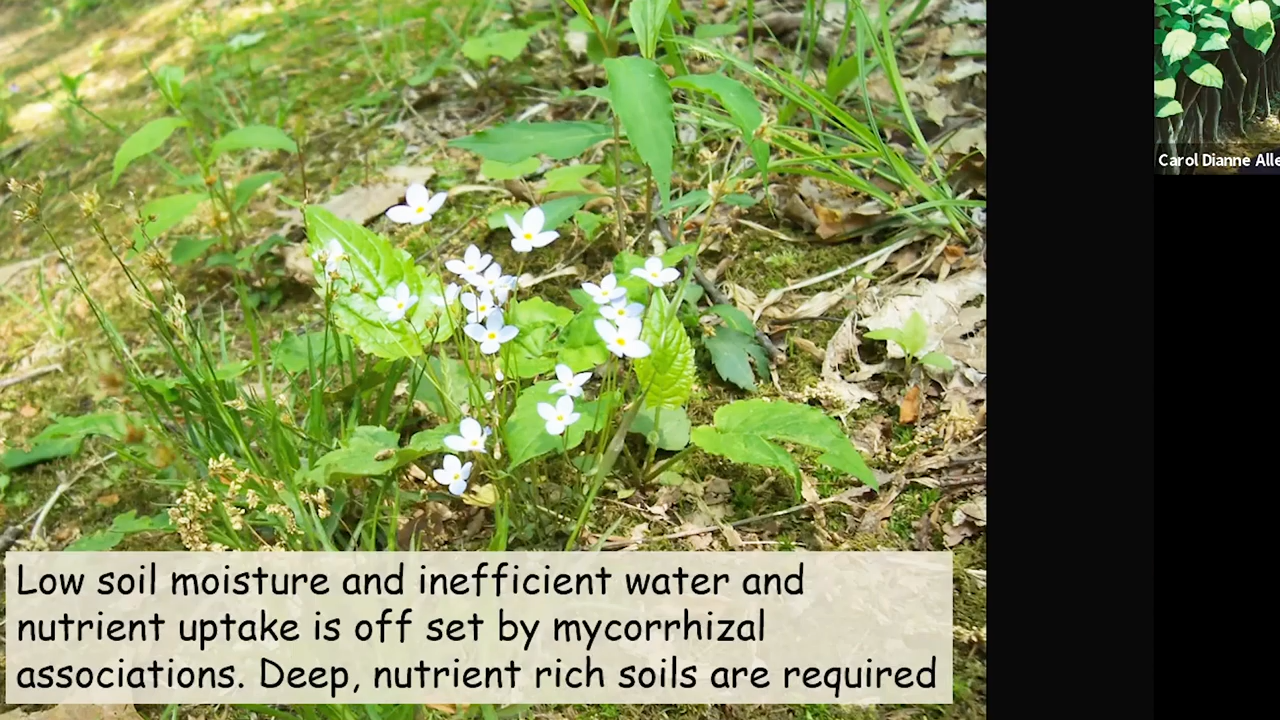 Carol Dianne Alle
Low soil moisture and inefficient water and
nutrient uptake is off set by mycorrhizal
associations. Deep, nutrient rich soils are required